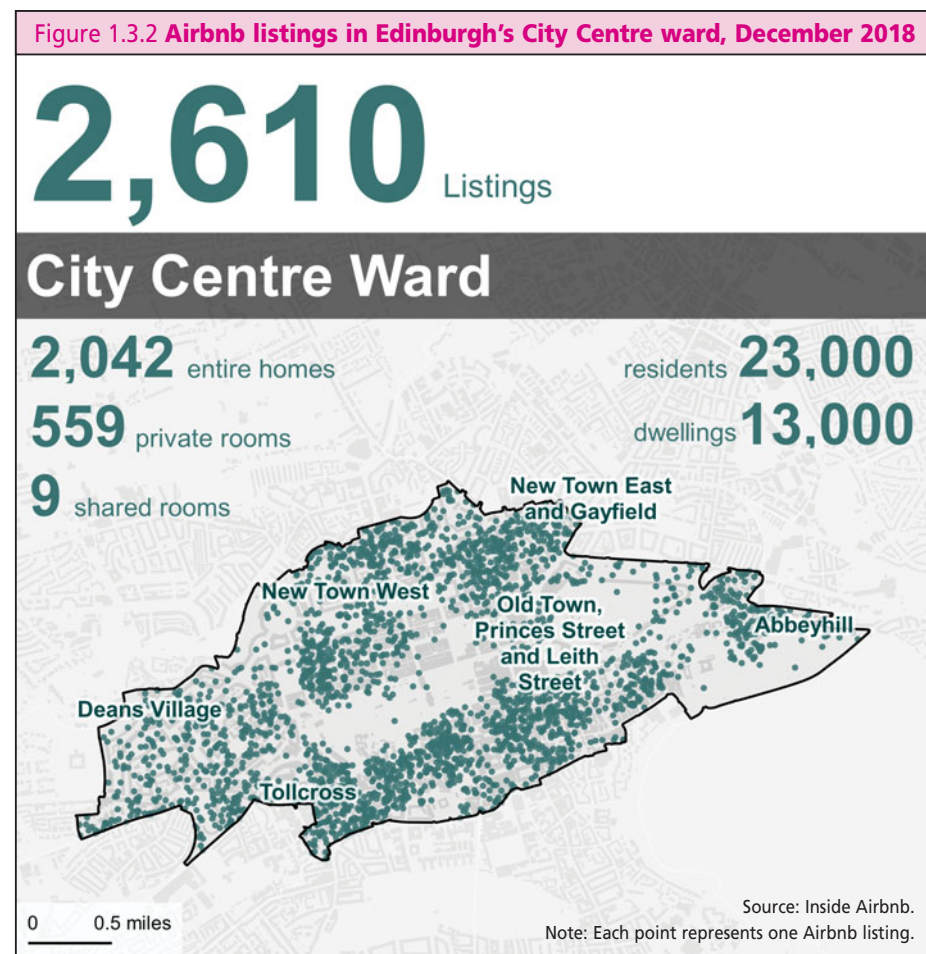 Figure 1.3.2 Airbnb listings in Edinburgh's City Centre ward, December 2018
2,610 Listings
City Centre Ward
2,042 entire homes
residents 23,000
559 private rooms
dwellings 13,000
9 shared rooms
New Town East
and Gayfield
New Town West
Old Town,
Princes Street
and Leith
Street
Abbeyhill
Deans Village
Tollcross
0 0.5 miles
Source: Inside Airbnb.
Note: Each point represents one Airbnb listing.